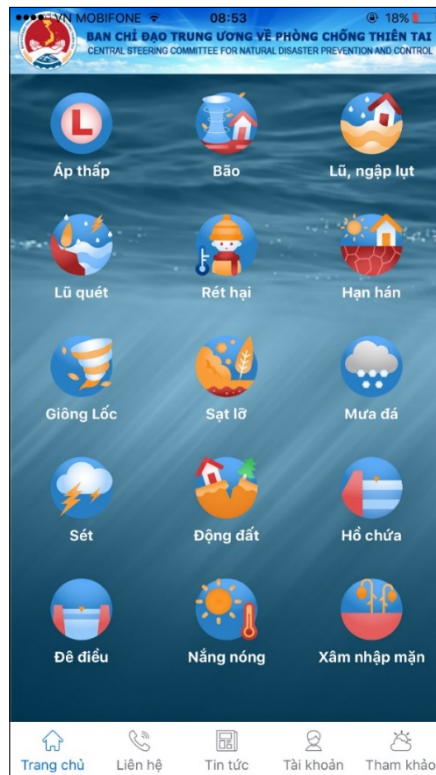 VN MOBIFONE 08:53 18%
BAN CHỈ ĐẠO TRUNG ƯƠNG VỀ PHÒNG CHỐNG THIÊN TAI
CENTRAL STEERING COMMITTEE FOR NATURAL DISASTER PREVENTION AND CONTROL
L
Áp thấp Bão Lũ, ngập lụt
Lũ quét Rét hại Hạn hán
Giông Lốc Sạt lở Mưa đá
Sét Động đất Hồ chứa
Đê điều Nắng nóng Xâm nhập mặn
Trang chủ Liên hệ Tin tức Tài khoản Tham khảo